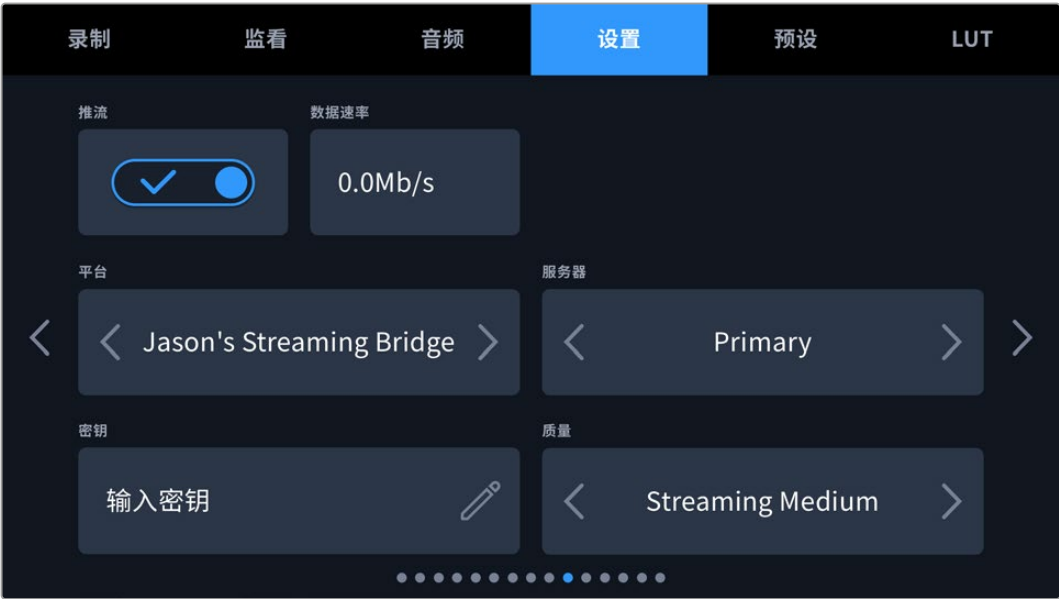 录制 监看 音频 设置 预设 LUT
推流 数据速率
0.0Mb/s
平台 服务器
Jason's Streaming Bridge Primary
密钥 质量
输入密钥 Streaming Medium